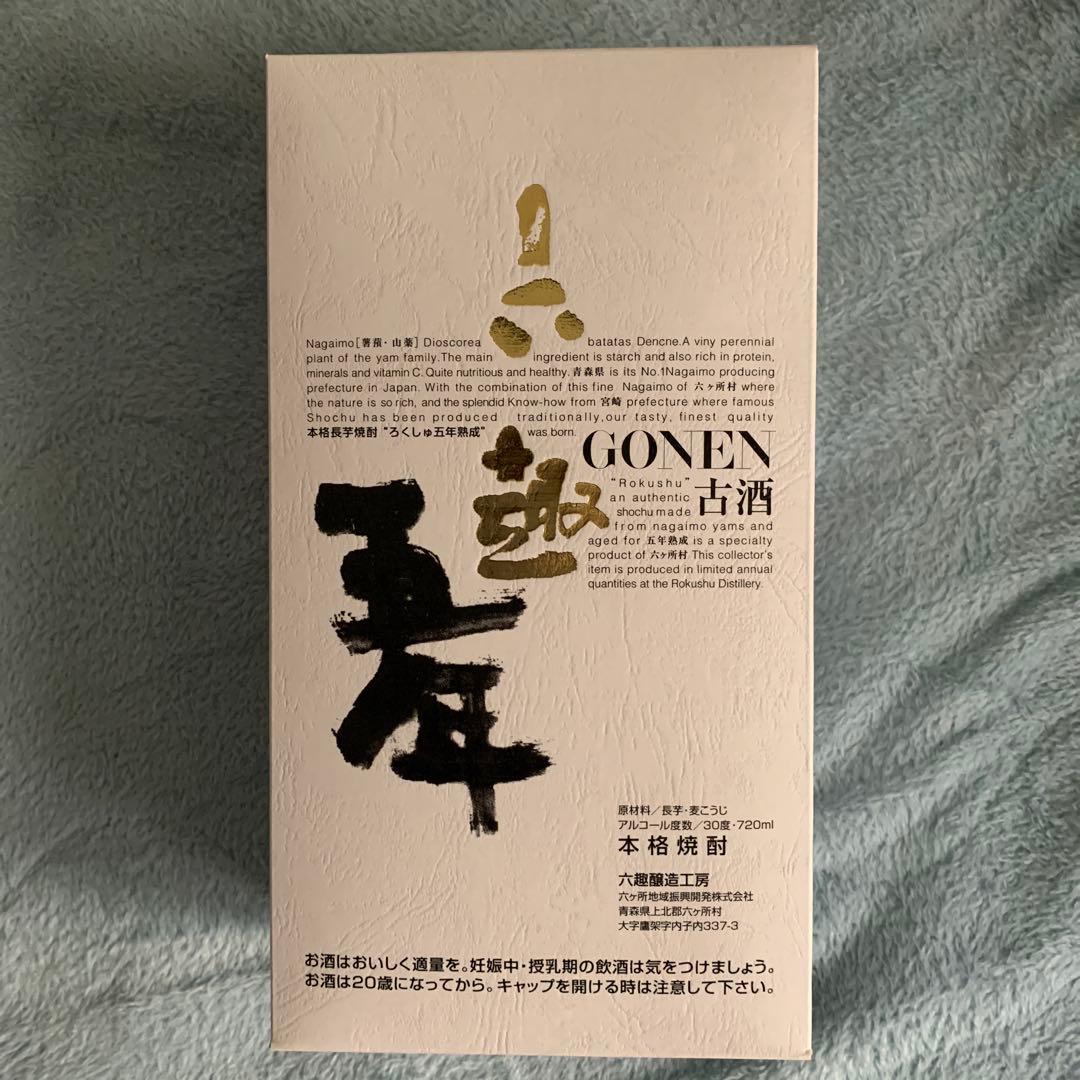 六趣
Nagaimo[薯蕷・山薬] Dioscorea batatas Dencne.A viny perennial
plant of the yam family.The main ingredient is starch and also rich in protein,
minerals and vitamin C. Quite nutritious and healthy. 青森県 is its No.1Nagaimo producing
prefecture in Japan. With the combination of this fine Nagaimo of 六ヶ所村 where
the nature is so rich, and the splendid Know-how from 宮崎 prefecture where famous
Shochu has been produced traditionally,our tasty, finest quality
本格長芋焼酎“ろくしゅ五年熟成” was born.
GONEN
古酒
“Rokushu”
an authentic
shochu made
from nagaimo yams and
aged for 五年熟成 is a specialty
product of 六ヶ所村 This collector's
item is produced in limited annual
quantities at the Rokushu Distillery.
五年
原材料／長芋・麦こうじ
アルコール度数／30度・720ml
本格焼酎
六趣醸造工房
六ヶ所地域振興開発株式会社
青森県上北郡六ヶ所村
大字鷹架字内子内337-3
お酒はおいしく適量を。妊娠中・授乳期の飲酒は気をつけましょう。
お酒は20歳になってから。キャップを開ける時は注意して下さい。